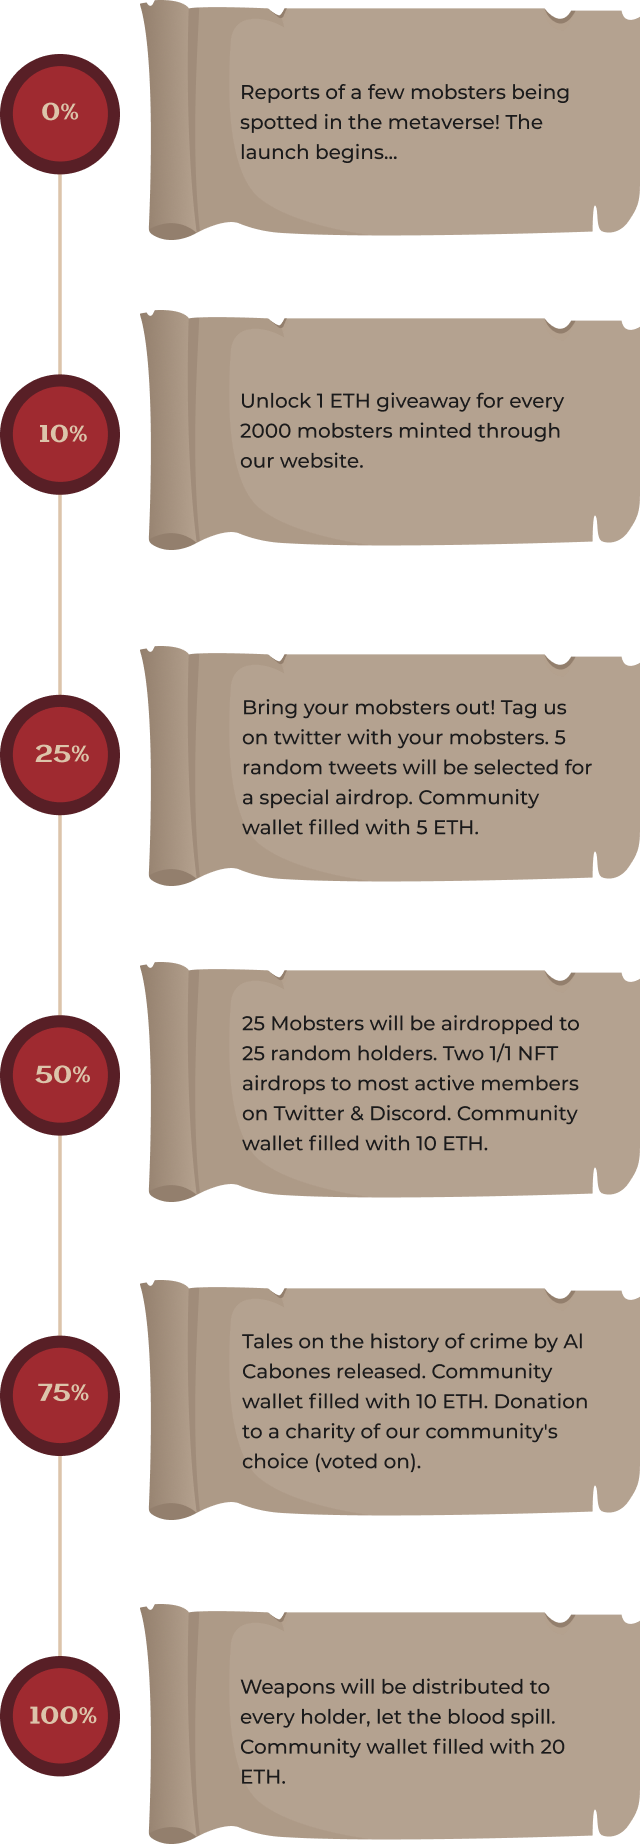 0%
Reports of a few mobsters being
spotted in the metaverse! The
launch begins...
10%
Unlock 1 ETH giveaway for every
2000 mobsters minted through
our website.
25%
Bring your mobsters out! Tag us
on twitter with your mobsters. 5
random tweets will be selected for
a special airdrop. Community
wallet filled with 5 ETH.
50%
25 Mobsters will be airdropped to
25 random holders. Two 1/1 NFT
airdrops to most active members
on Twitter & Discord. Community
wallet filled with 10 ETH.
75%
Tales on the history of crime by Al
Cabones released. Community
wallet filled with 10 ETH. Donation
to a charity of our community's
choice (voted on).
100%
Weapons will be distributed to
every holder, let the blood spill.
Community wallet filled with 20
ETH.